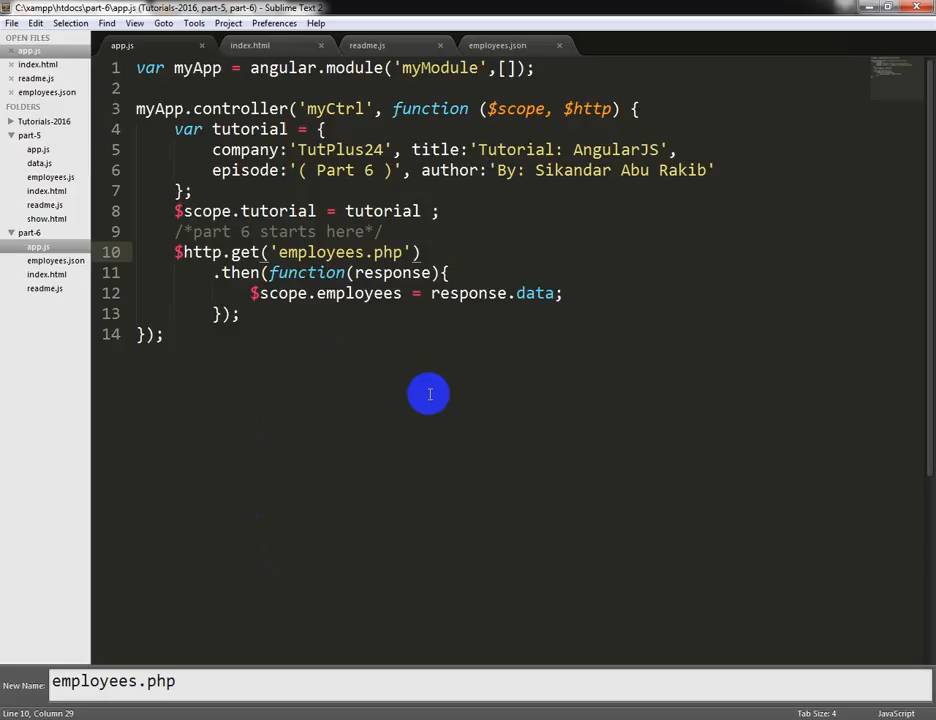 C:\xampp\htdocs\part-6\app.js (Tutorials-2016, part-5, part-6) - Sublime Text 2
File Edit Selection Find View Goto Tools Project Preferences Help
OPEN FILES
app.js
index.html
readme.js
employees.json
FOLDERS
Tutorials-2016
part-5
app.js
data.js
employees.js
index.html
readme.js
show.html
part-6
app.js
employees.json
index.html
readme.js
app.js index.html readme.js employees.json
1 var myApp = angular.module('myModule',[]);
2
3 myApp.controller('myCtrl', function ($scope, $http) {
4 var tutorial = {
5 company:'TutPlus24', title:'Tutorial: AngularJS',
6 episode:'( Part 6 )', author:'By: Sikandar Abu Rakib'
7 };
8 $scope.tutorial = tutorial ;
9 /*part 6 starts here*/
10 $http.get('employees.php')
11 .then(function(response){
12 $scope.employees = response.data;
13 });
14 });
New Name: employees.php
Line 10, Column 29 Tab Size: 4 JavaScript